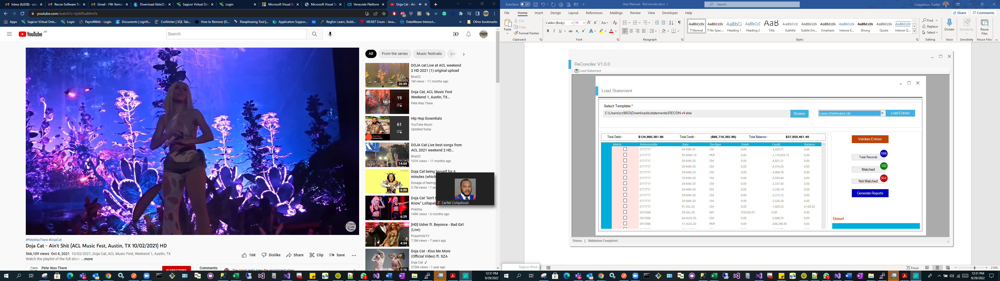 Inbox (6,638) - ccul
Recon Software Tra
Gmail - FW: Remot
Download Able2Ex
Sagicor Virtual Onl
Login
Microsoft Visual St
Microsoft Visual St
Veracode Platform
Doja Cat - Ain'
youtube.com/watch?v=fjzM9xaMmFk
Apps
Sagicor Virtual Onb...
Login
PayrollWeb - Login
Documents | signN...
CodVerter | SQL Tab...
How to Remove (D...
Paraphrasing Tool |...
Application Suppor...
RegExr: Learn, Build...
VB.NET Enum - Java...
DataWeave Interact...
Other bookmarks
YouTube JM
Search
All
From the series
Music festivals
DOJA cat Live at ACL weekend
2 HD 2021 (1) original upload
Blue22
1M views • 11 months ago
20:39
Doja Cat, ACL Music Fest
Weekend 1, Austin, TX...
Pete Was There
19
Hip Hop Essentials
YouTube Music
Updated today
61
DOJA Cat Live best songs from
ACL 2021 weekend 2 HD...
Blue22
101K views • 11 months ago
14:04
Doja Cat being herself for 6
minutes (which
Dosage of feelings
3.7M views • 1 yea
6:00
Doja Cat "Ain't S
Know" Lollapal
PinkDiw
149K views • 6 months ago
6:29
[HD] Usher ft. Beyonce - Bad Girl
(Live)
PrayerhillsTV
7.5M views • 7 years ago
4:34
Doja Cat - Kiss Me More
(Official Video) ft. SZA
Doja Cat
375M views • 1 year ago
5:16
Carllel Colquhoun
#PeteWasThere #DojaCat
Doja Cat - Ain't Shit (ACL Music Fest, Austin, TX 10/02/2021) HD
566,109 views Oct 4, 2021 10/02/2021, Doja Cat, ACL Music Fest, Weekend 1, Austin, TX
Watch the playlist of the full show ...more
16K
Dislike
Share
Clip
Save
Pete Was There
SUBSCRIBE
Comments
The crowd really knew the assignment whew
12:31 PM
9/29/2022
AutoSave Off
User Manual - ReConciler.docx
Search
Colquhoun, Carllel
File
Home
Insert
Design
Layout
References
Mailings
Review
View
Developer
Help
Share
Comments
Paste
Cut
Copy
Format Painter
Clipboard
Calibri (Body)
11
Font
Paragraph
Normal
No Spac...
Heading 1
Heading 2
Title
Subtitle
Subtle Em...
Emphasis
Intense E...
Strong
Quote
Intense Q...
Styles
Find
Replace
Select
Editing
Dictate
Voice
Sensitivity
Sensitivity
Reuse
Files
Reuse Files
ReConciler V1.0.0
Load Statement
Load Statement
Select Template:*
C:\Users\cc9853\Downloads\statements\RECON v4.xlsx
Browse
Lasco Distributors Ltd.
Load Entries
Total Debit:- $124,860,381.86 Total Credit:- ($86,710,392.86) Total Balance:- $37,850,461.40
Match ReferenceNo Date DocType Debit Credit Balance
2717717 04-FEB-19 CM 0.00 -3,429.71 0.00
2717717 05-MAR-19 PMT 0.00 -1,170,855.72 0.00
2717717 29-MAY-20 CM 0.00 -4,821.21 0.00
2717717 29-MAY-20 CM 0.00 -4,374.35 0.00
2717717 29-MAY-20 CM 0.00 -4,089.76 0.00
2717717 29-MAY-20 CM 0.00 -3,430.44 0.00
2717717 29-MAY-20 CM 0.00 -3,337.40 0.00
2717717 29-MAY-20 CM 0.00 -3,336.19 0.00
2717717 29-MAY-20 CM 0.00 -3,315.12 0.00
2717717 29-MAY-20 CM 0.00 -2,526.36 0.00
2717717 01-JUL-20 CM 0.00 -1,600.23 4,160.53
2913366 29-JUL-20 INV 318,432.01 0.00 0.00
2913366 04-AUG-20 CM 0.00 -2,846.33 0.00
2913366 31-AUG-20 PMT 0.00 -306,246.56 0.00
Validate Entries
Total Records 1056
Matched 102
Not Matched 954
Generate Reports
Done!
Status | Validation Complete!
Sagicor Wind...
Focus
210%
12:31 PM
9/29/2022